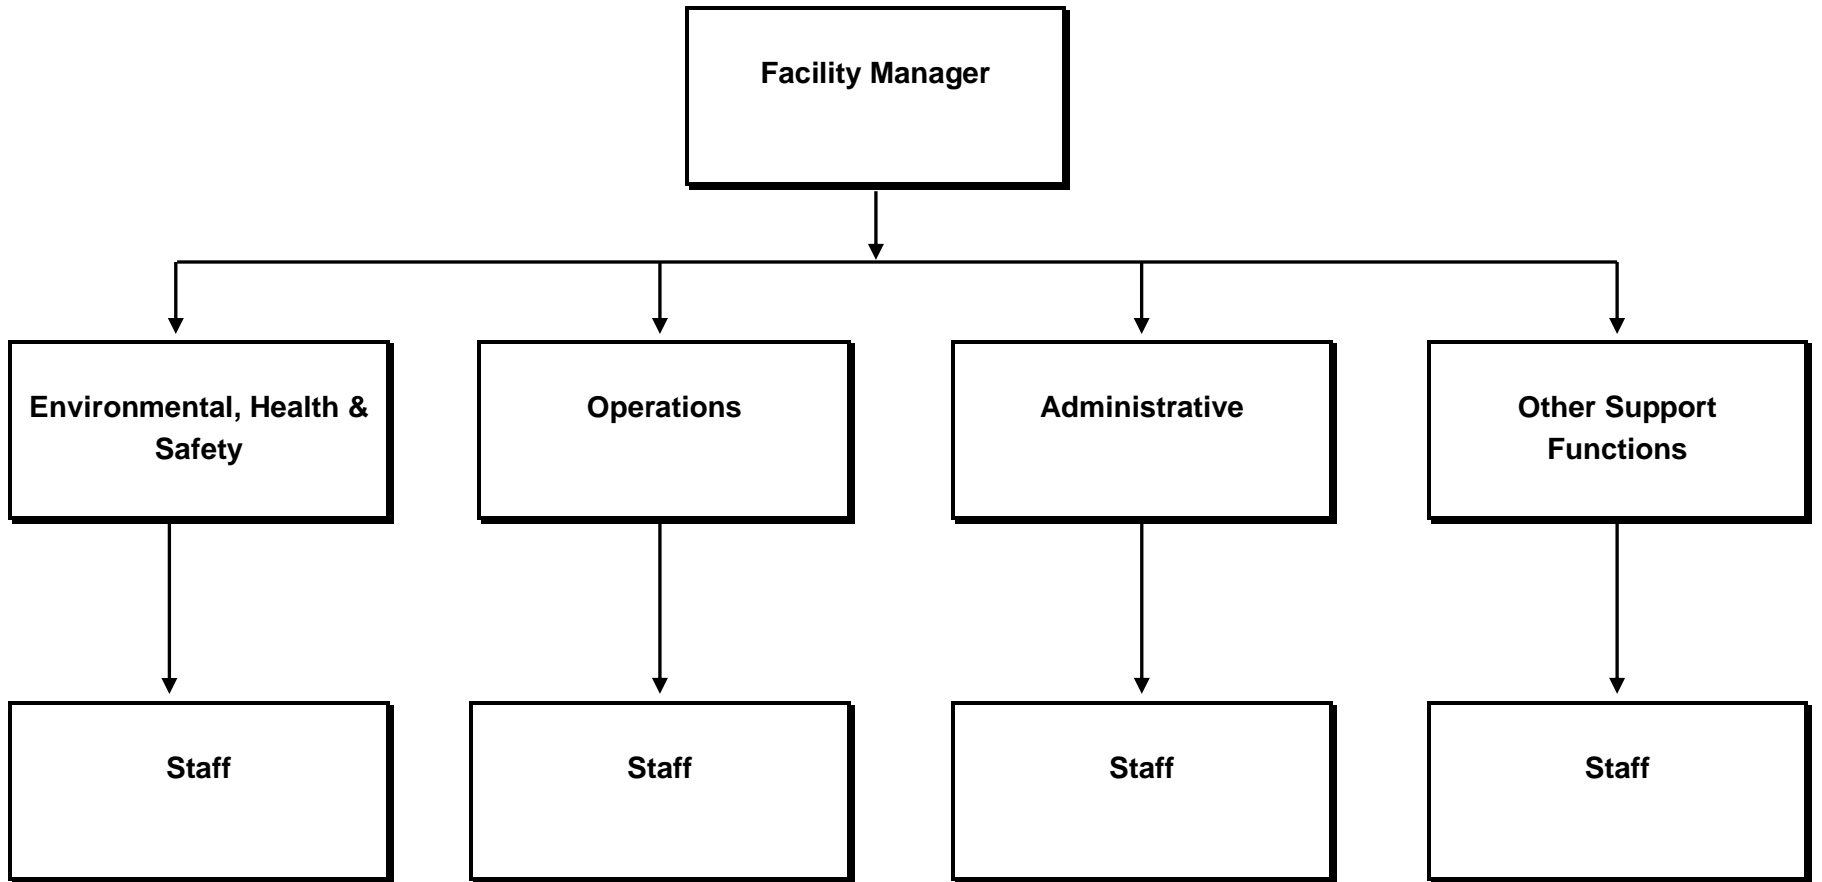 Facility Manager
Environmental, Health &
Safety
Operations
Administrative
Other Support
Functions
Staff
Staff
Staff
Staff